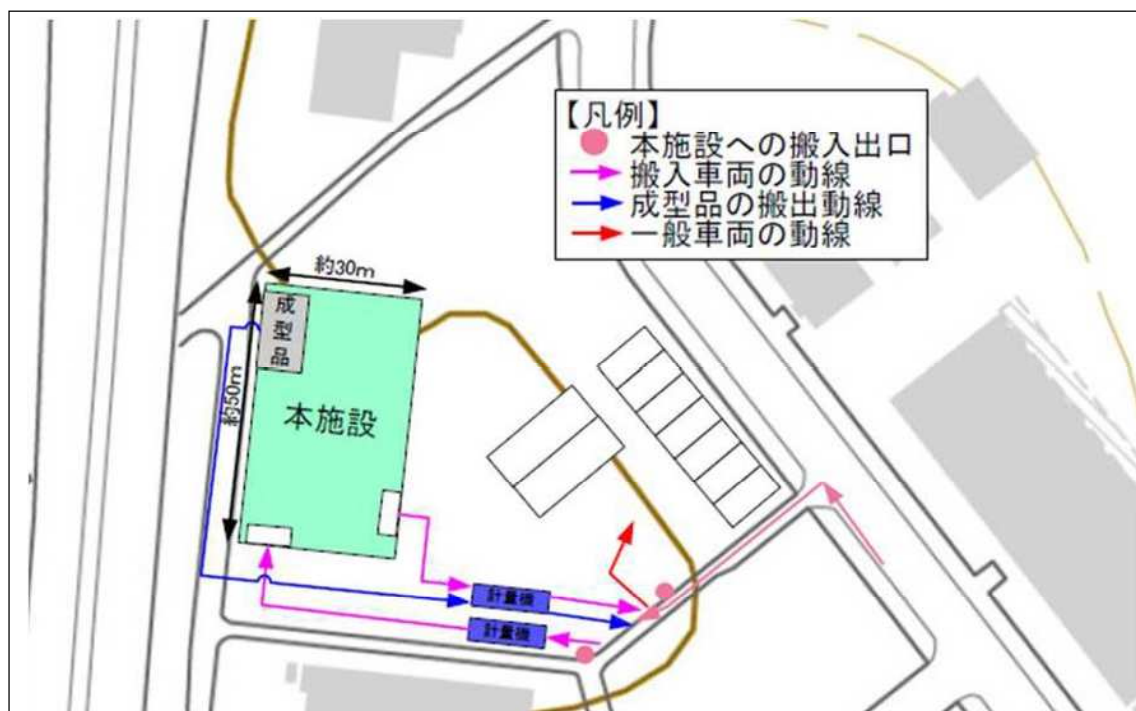 【凡例】
本施設への搬入出口
搬入車両の動線
成型品の搬出動線
一般車両の動線
約30m
成型品
約50m
本施設
計量機
計量機